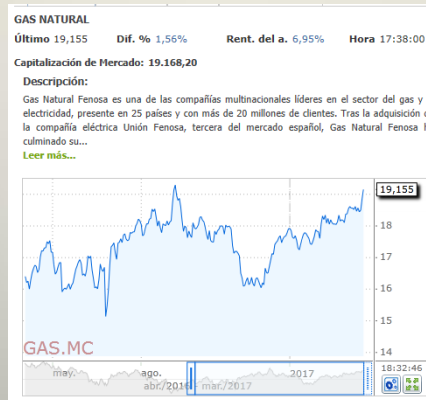 GAS NATURAL
Último 19,155 Dif. % 1,56% Rent. del a. 6,95% Hora 17:38:00
Capitalización de Mercado: 19.168,20
Descripción:
Gas Natural Fenosa es una de las compañías multinacionales líderes en el sector del gas y
electricidad, presente en 25 países y con más de 20 millones de clientes. Tras la adquisición
la compañía eléctrica Unión Fenosa, tercera del mercado español, Gas Natural Fenosa
culminado su...
Leer más...
19,155
18
17
16
15
14
GAS.MC
may. ago. 2017
abr./2016 - mar./2017
18:32:46